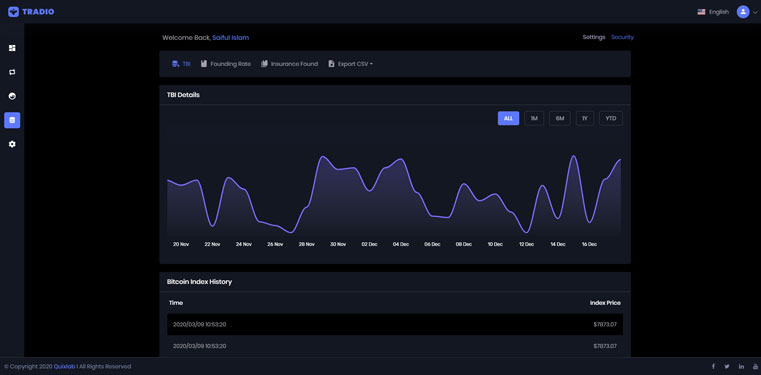 TRADIO
English
Welcome Back, Saiful Islam
Settings Security
TBI Founding Rate Insurance Found Export CSV
TBI Details
ALL 1M 6M 1Y YTD
20 Nov 22 Nov 24 Nov 26 Nov 28 Nov 30 Nov 02 Dec 04 Dec 06 Dec 08 Dec 10 Dec 12 Dec 14 Dec 16 Dec
Bitcoin Index History
Time Index Price
2020/03/09 10:53:20 $7873.07
2020/03/09 10:53:20 $7873.07
© Copyright 2020 Quixlab I All Rights Reserved